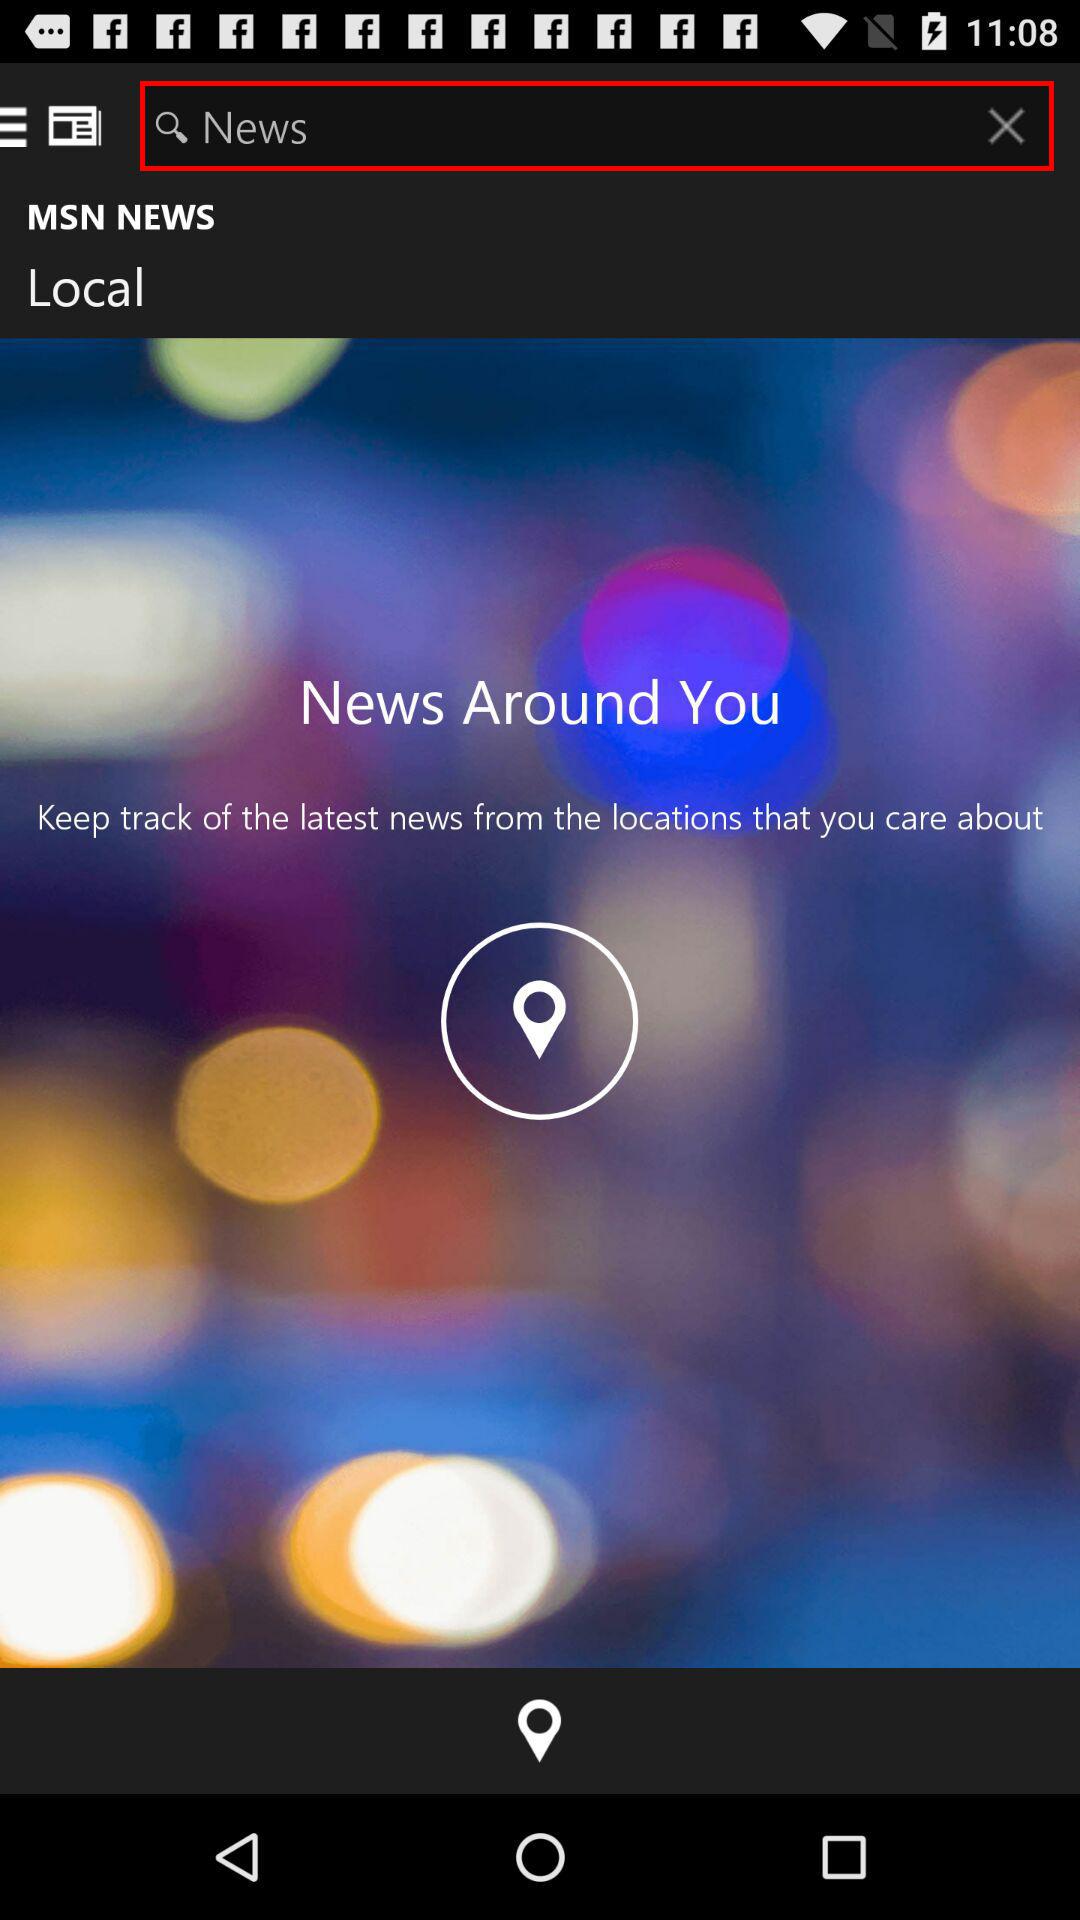 11:08
News
MSN NEWS
Local
News Around You
Keep track of the latest news from the locations that you care about